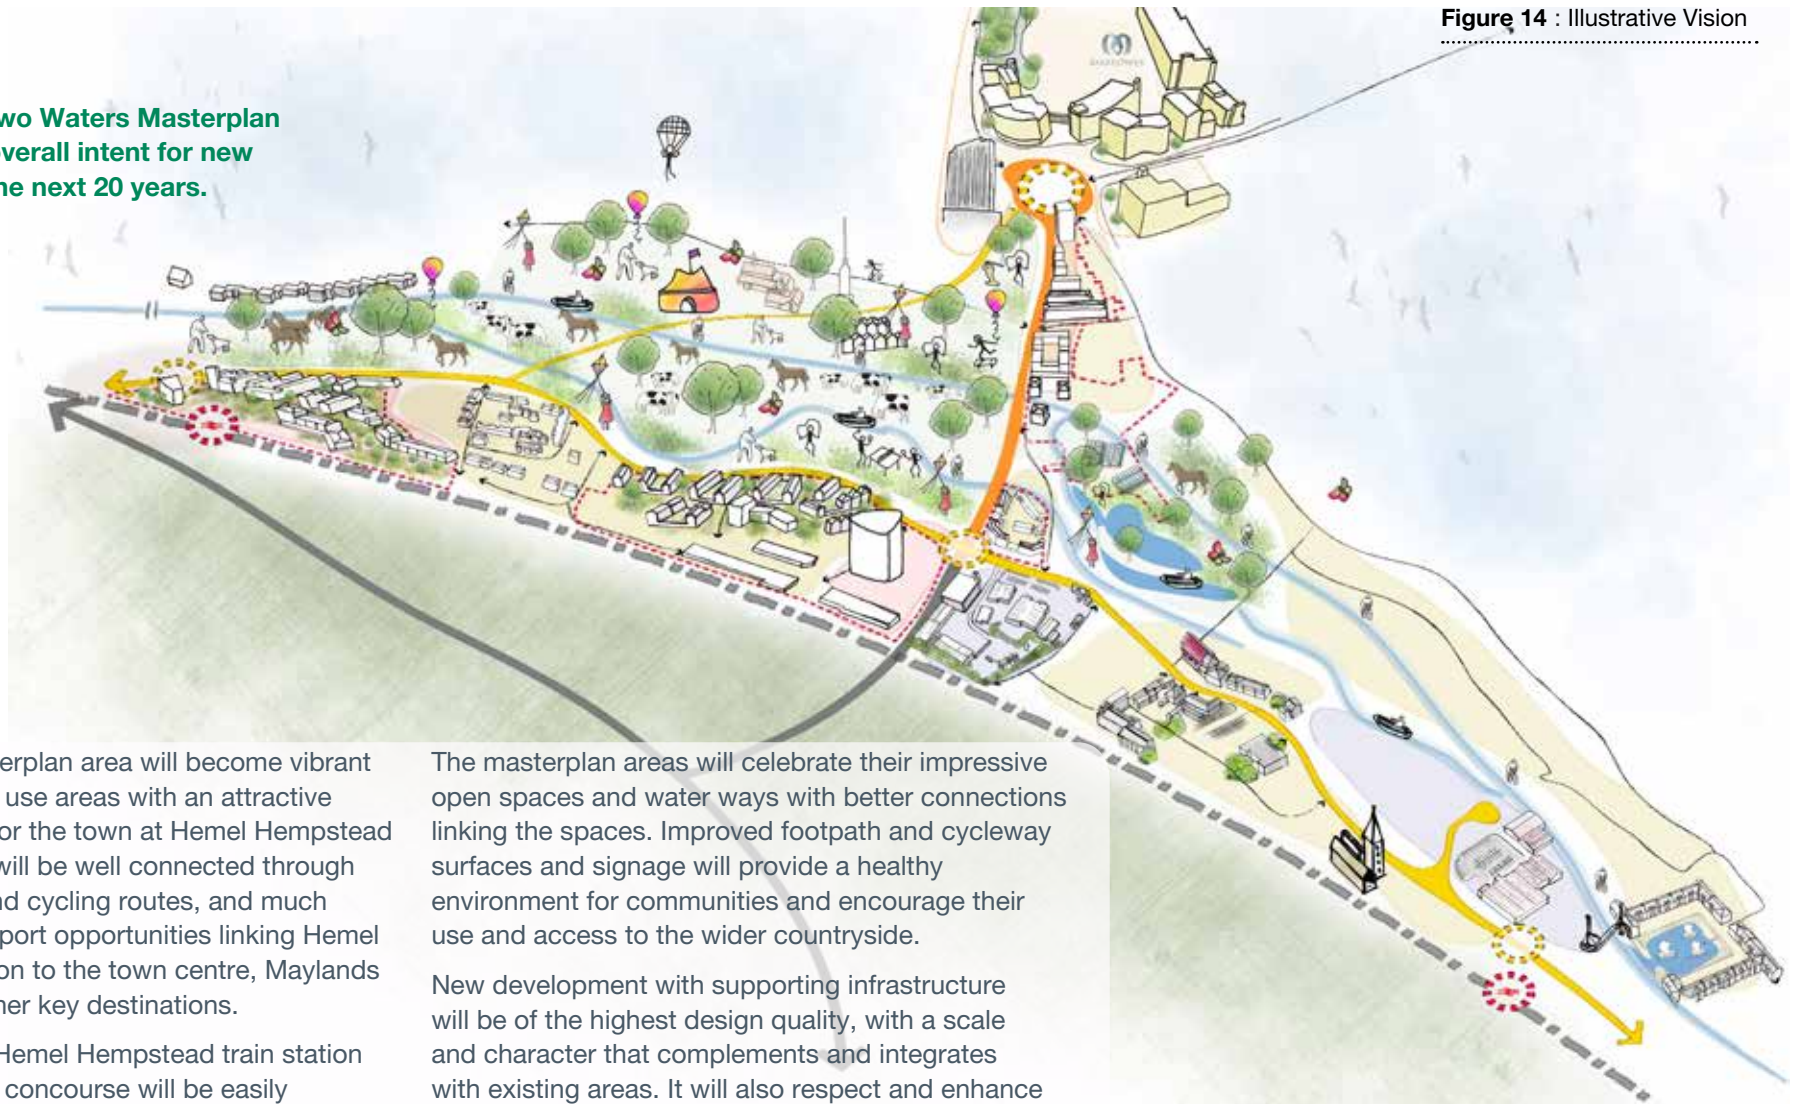 Figure 14 : Illustrative Vision
wo Waters Masterplan
verall intent for new
he next 20 years.
erplan area will become vibrant
use areas with an attractive
or the town at Hemel Hempstead
will be well connected through
nd cycling routes, and much
port opportunities linking Hemel
on to the town centre, Maylands
her key destinations.
Hemel Hempstead train station
concourse will be easily
The masterplan areas will celebrate their impressive
open spaces and water ways with better connections
linking the spaces. Improved footpath and cycleway
surfaces and signage will provide a healthy
environment for communities and encourage their
use and access to the wider countryside.
New development with supporting infrastructure
will be of the highest design quality, with a scale
and character that complements and integrates
with existing areas. It will also respect and enhance